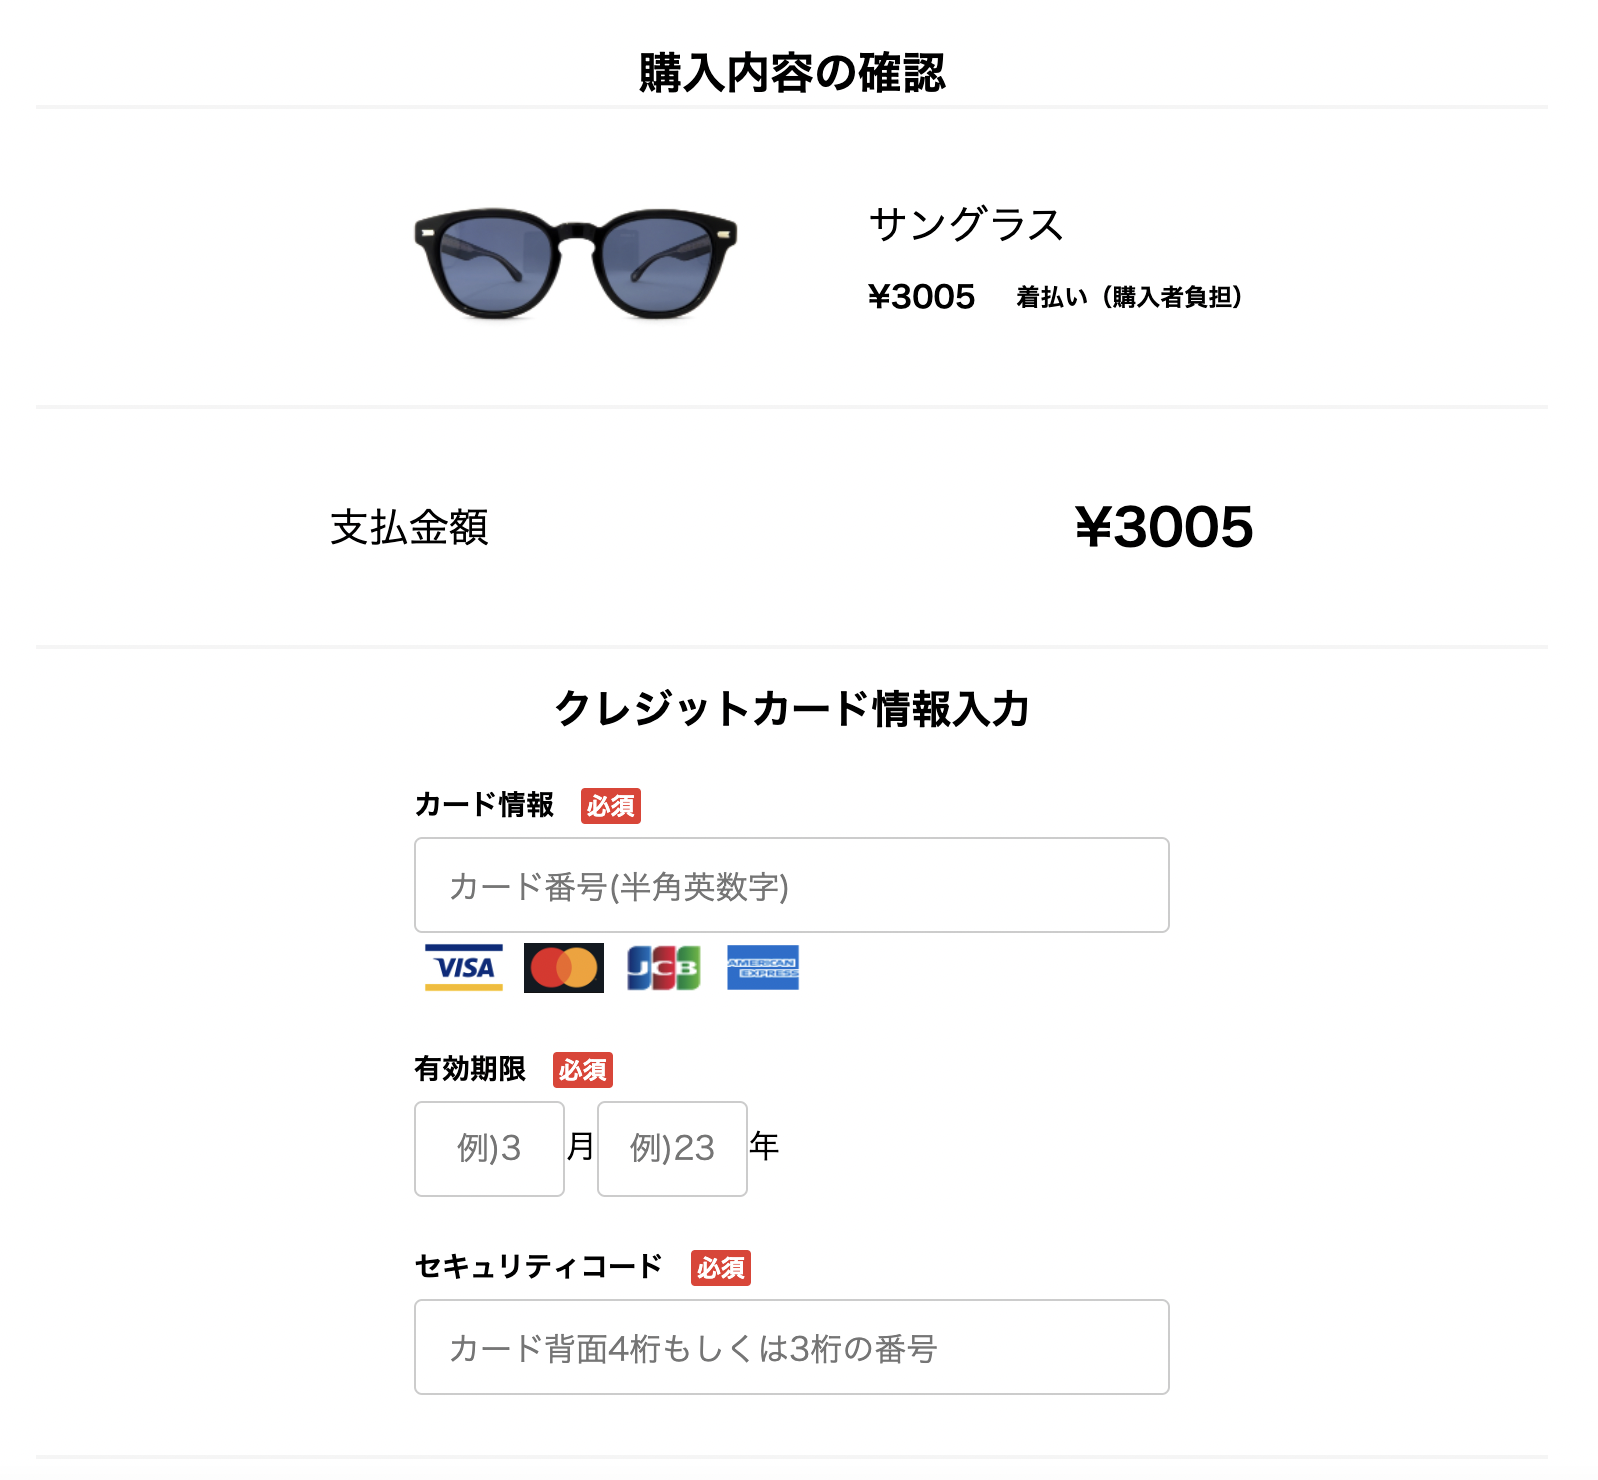 購入内容の確認
サングラス
¥3005 着払い（購入者負担）
支払金額 ¥3005
クレジットカード情報入力
カード情報 必須
カード番号(半角英数字)
VISA JCB AMERICAN EXPRESS
有効期限 必須
例)3 月 例)23 年
セキュリティコード 必須
カード背面4桁もしくは3桁の番号